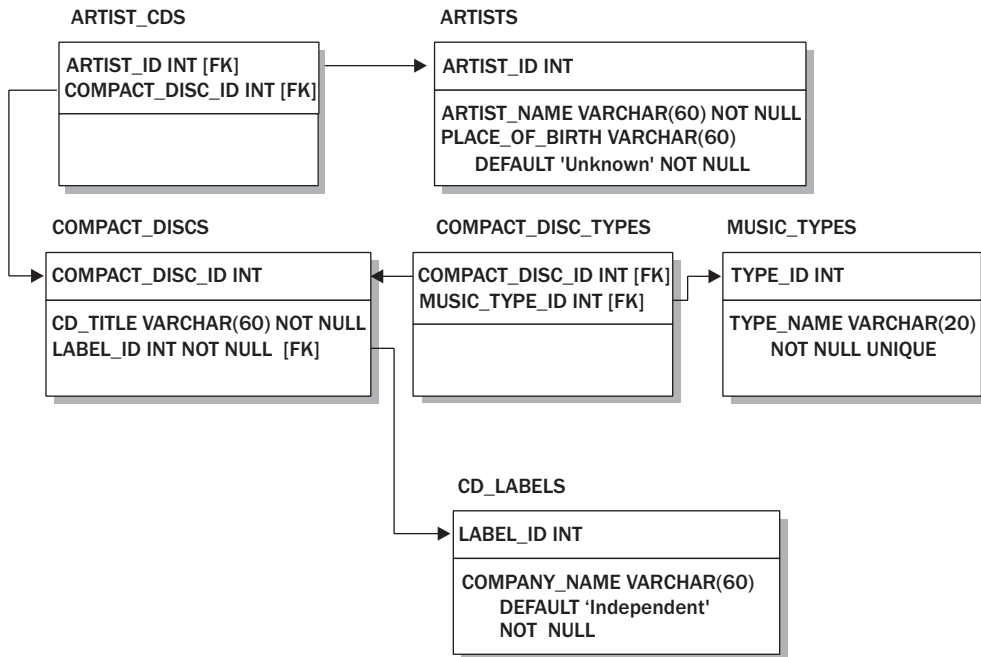 ARTIST_CDS
ARTIST_ID INT [FK]
COMPACT_DISC_ID INT [FK]
ARTISTS
ARTIST_ID INT
ARTIST_NAME VARCHAR(60) NOT NULL
PLACE_OF_BIRTH VARCHAR(60)
DEFAULT 'Unknown' NOT NULL
COMPACT_DISCS
COMPACT_DISC_ID INT
CD_TITLE VARCHAR(60) NOT NULL
LABEL_ID INT NOT NULL [FK]
COMPACT_DISC_TYPES
COMPACT_DISC_ID INT [FK]
MUSIC_TYPE_ID INT [FK]
MUSIC_TYPES
TYPE_ID INT
TYPE_NAME VARCHAR(20)
NOT NULL UNIQUE
CD_LABELS
LABEL_ID INT
COMPANY_NAME VARCHAR(60)
DEFAULT ‘Independent'
NOT NULL